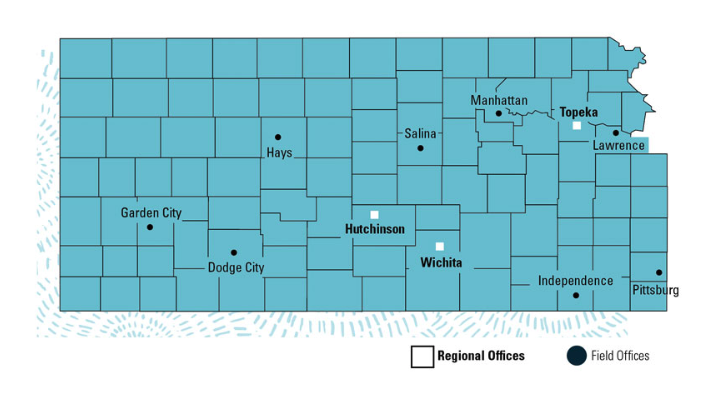 Manhattan
Topeka
Salina
Hays
Lawrence
Garden City
Hutchinson
Dodge City
Wichita
Independence
Pittsburg
Regional Offices
Field Offices